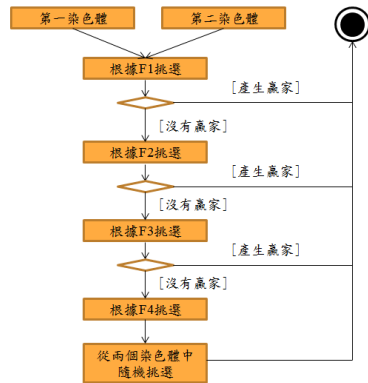 第一染色體
第二染色體
根據F1挑選
[產生贏家]
[沒有贏家]
根據F2挑選
[產生贏家]
[沒有贏家]
根據F3挑選
[產生贏家]
[沒有贏家]
根據F4挑選
從兩個染色體中
隨機挑選